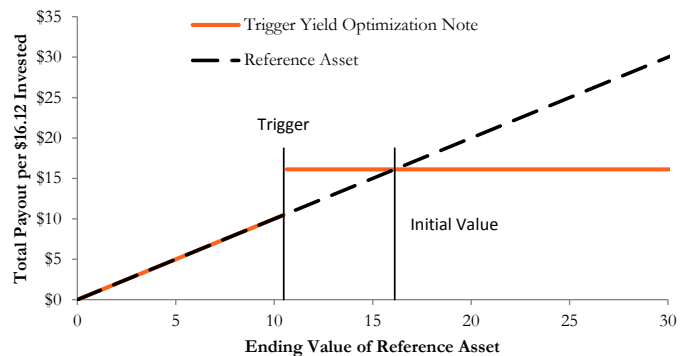 Trigger Yield Optimization Note
Reference Asset
Total Payout per $16.12 Invested
$35
$30
$25
$20
$15
$10
$5
$0
Trigger
Initial Value
0
5
10
15
20
25
30
Ending Value of Reference Asset